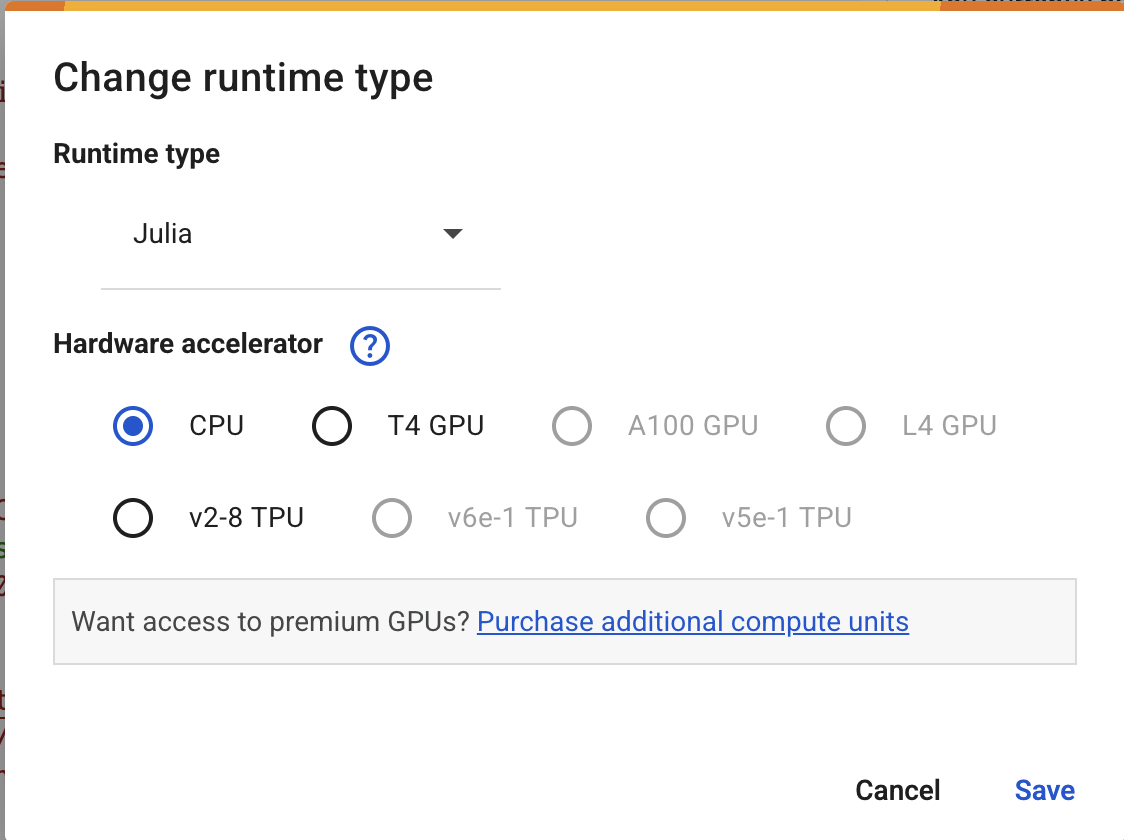 Change runtime type
Runtime type
Julia
Hardware accelerator ?
CPU T4 GPU A100 GPU L4 GPU
v2-8 TPU v6e-1 TPU v5e-1 TPU
Want access to premium GPUs? Purchase additional compute units
Cancel Save